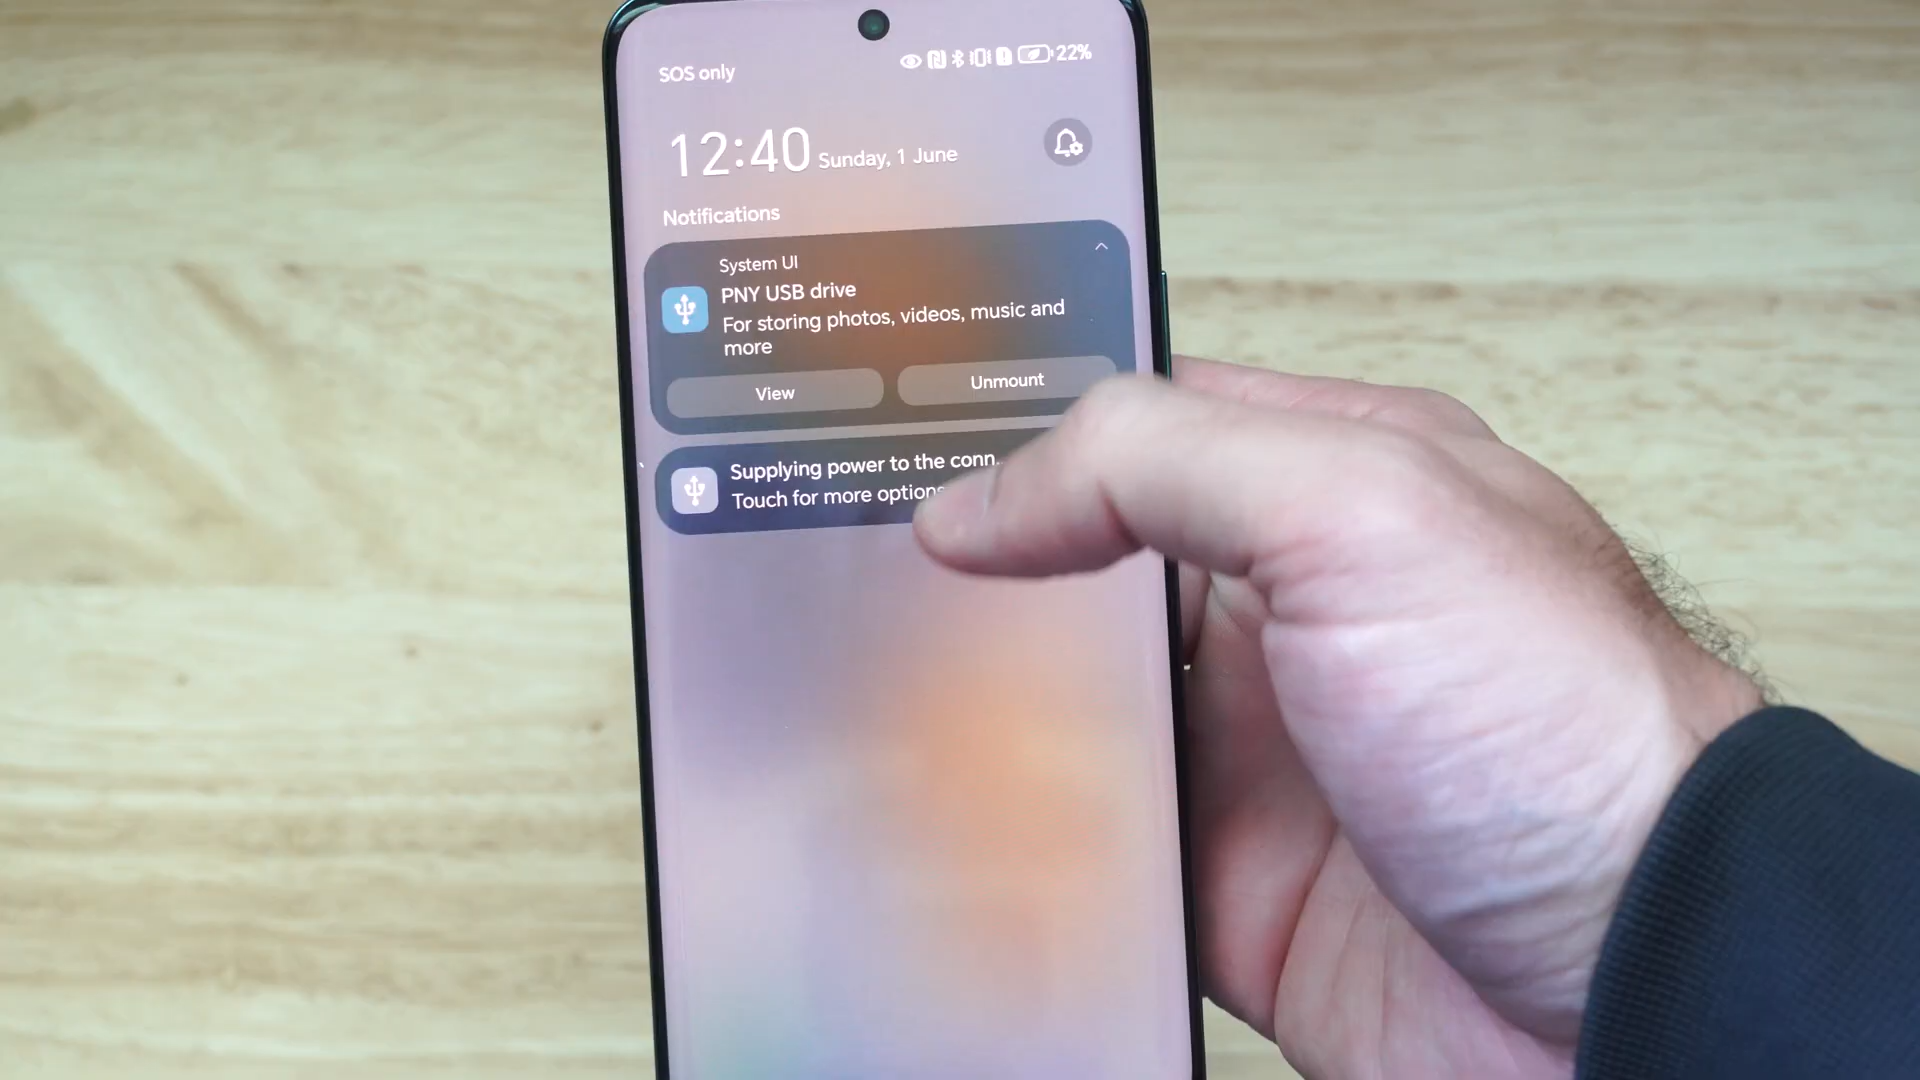 SOS only
22%
12:40 Sunday, 1 June
Notifications
System UI
PNY USB drive
For storing photos, videos, music and
more
View
Unmount
Supplying power to the conn...
Touch for more options